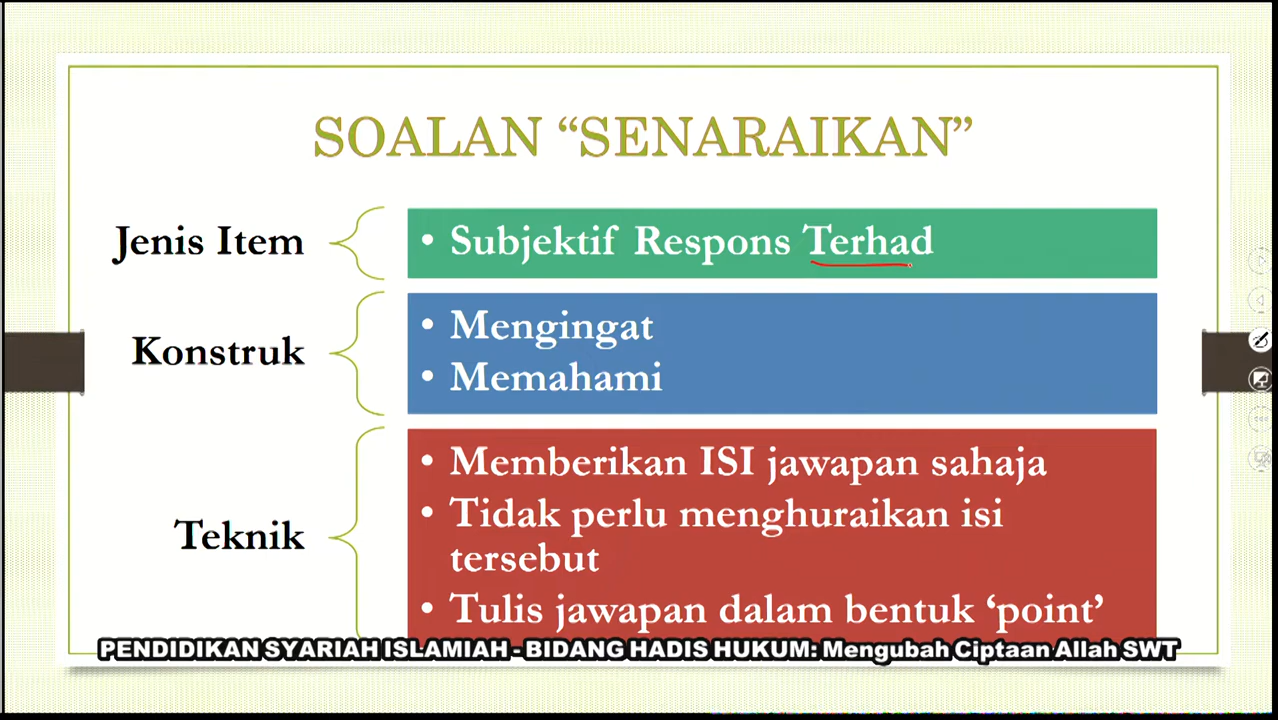 SOALAN “SENARAIKAN”
Jenis Item
• Subjektif Respons Terhad
Konstruk
• Mengingat
• Memahami
Teknik
• Memberikan ISI jawapan sahaja
• Tidak perlu menghuraikan isi
tersebut
• Tulis jawapan dalam bentuk ‘point’
PENDIDIKAN SYARIAH ISLAMIAH - BIDANG HADIS HUKUM: Mengubah Ciptaan Allah SWT